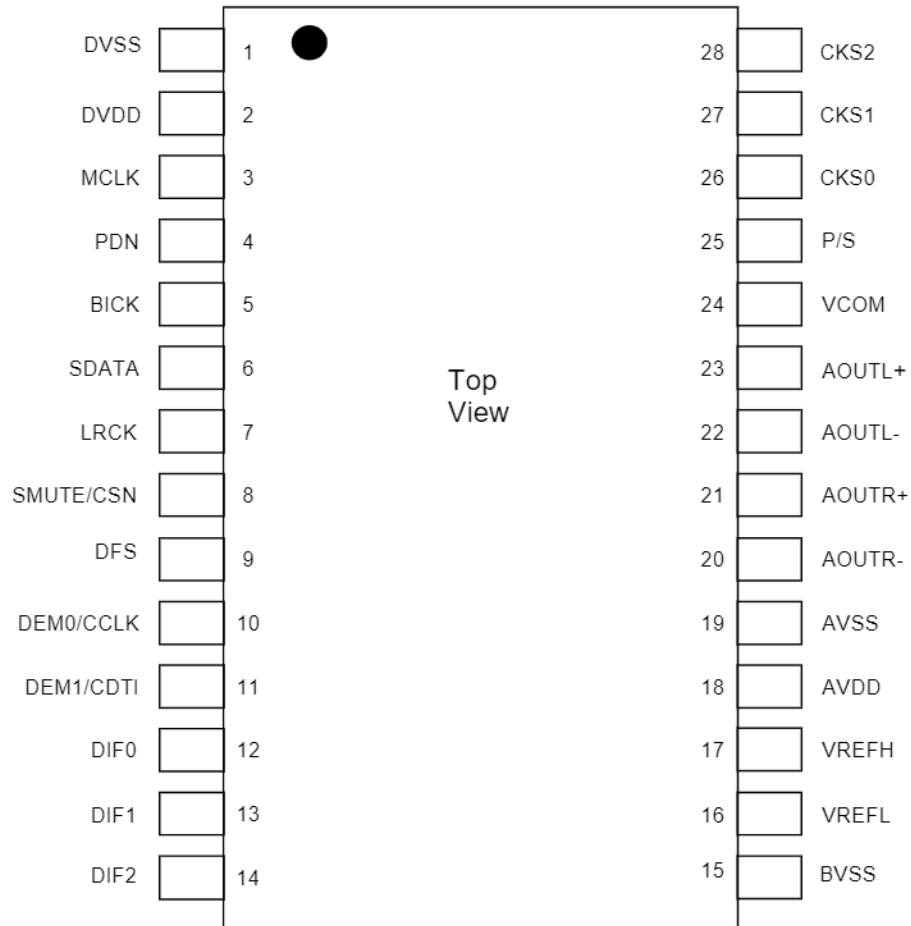 DVSS 1 28 CKS2
DVDD 2 27 CKS1
MCLK 3 26 CKS0
PDN 4 25 P/S
BICK 5 24 VCOM
SDATA 6 23 AOUTL+
Top
View
LRCK 7 22 AOUTL-
SMUTE/CSN 8 21 AOUTR+
DFS 9 20 AOUTR-
DEM0/CCLK 10 19 AVSS
DEM1/CDTI 11 18 AVDD
DIF0 12 17 VREFH
DIF1 13 16 VREFL
DIF2 14 15 BVSS